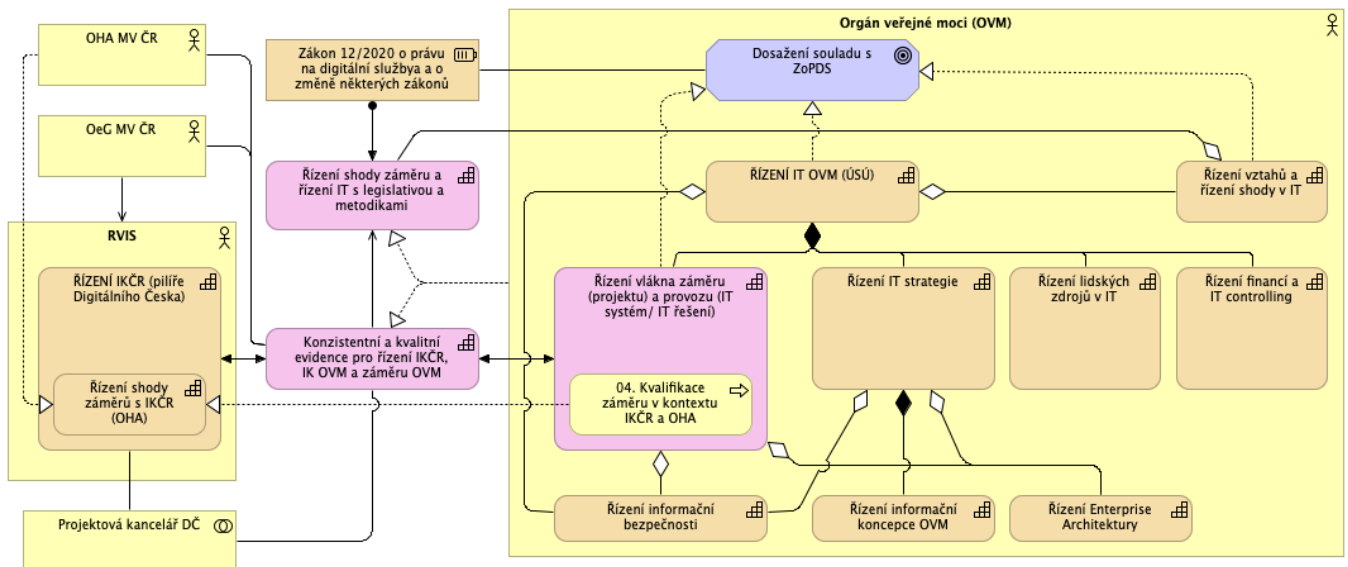 OHA MV ČR
OeG MV ČR
RVIS
ŘÍZENÍ IKČR (pilíře
Digitálního Česka)
Řízení shody
záměrů s IKČR
(OHA)
Projektová kancelář DČ
Zákon 12/2020 o právu
na digitální službya a o
změně některých zákonů
Řízení shody záměru a
řízení IT s legislativou a
metodikami
Konzistentní a kvalitní
evidence pro řízení IKČR,
IK OVM a záměru OVM
Orgán veřejné moci (OVM)
Dosažení souladu s
ZoPDS
ŘÍZENÍ IT OVM (ÚSÚ)
Řízení vztahů a
řízení shody v IT
Řízení vlákna záměru
(projektu) a provozu (IT
systém/ IT řešení)
04. Kvalifikace
záměru v kontextu
IKČR a OHA
Řízení IT strategie
Řízení lidských
zdrojů v IT
Řízení financí a
IT controlling
Řízení informační
bezpečnosti
Řízení informační
koncepce OVM
Řízení Enterprise
Architektury